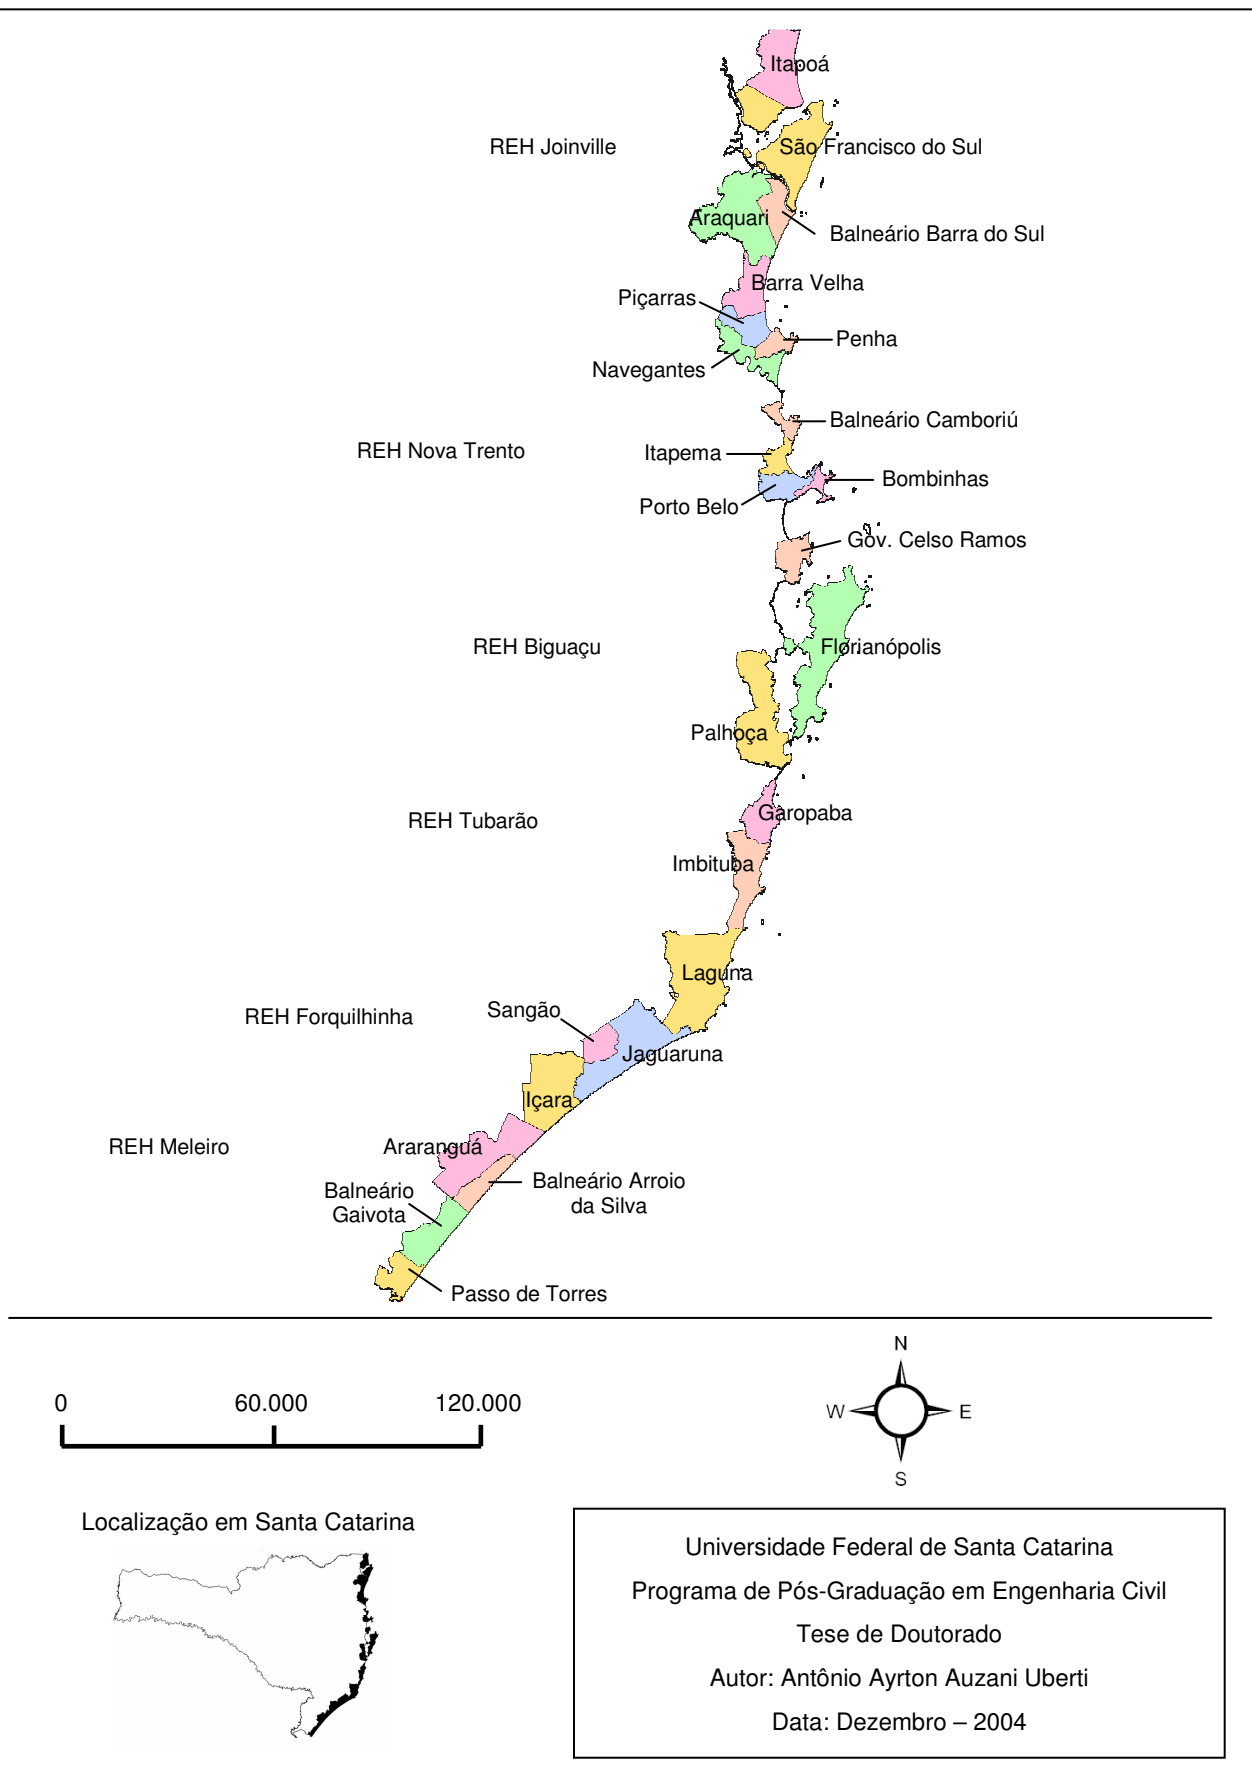 Itapoá
REH Joinville
São Francisco do Sul
Araquari
Balneário Barra do Sul
Barra Velha
Piçarras
Penha
Navegantes
Balneário Camboriú
REH Nova Trento
Itapema
Bombinhas
Porto Belo
Gov. Celso Ramos
REH Biguaçu
Florianópolis
Palhoça
Garopaba
REH Tubarão
Imbituba
Laguna
Sangão
REH Forquilhinha
Jaguaruna
Içara
REH Meleiro
Araranguá
Balneário Arroio
da Silva
Balneário
Gaivota
Passo de Torres
N
0 60.000 120.000
W E
S
Localização em Santa Catarina
Universidade Federal de Santa Catarina
Programa de Pós-Graduação em Engenharia Civil
Tese de Doutorado
Autor: Antônio Ayrton Auzani Uberti
Data: Dezembro – 2004